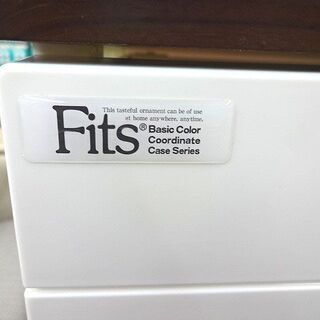 This tasteful ornament can be of use
at home anywhere, anytime.
Fits® Basic Color
Coordinate
Case Series